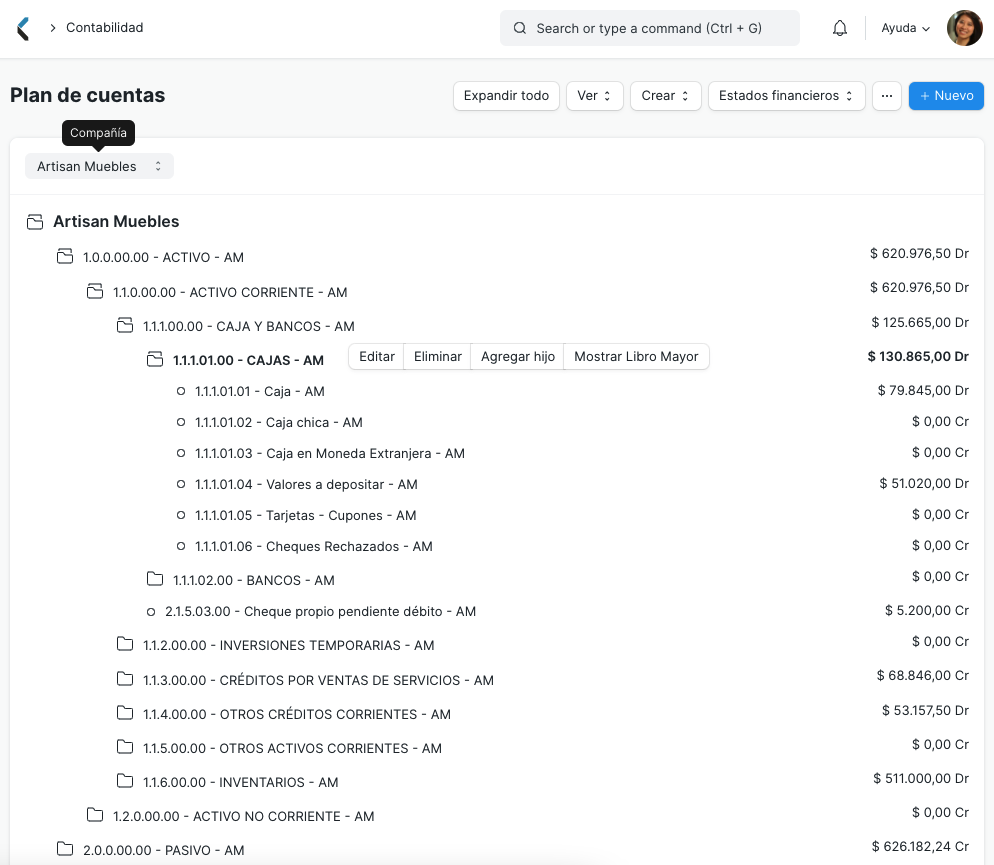 Contabilidad
Search or type a command (Ctrl + G)
Ayuda
Plan de cuentas
Expandir todo
Ver
Crear
Estados financieros
···
+ Nuevo
Compañía
Artisan Muebles
Artisan Muebles
1.0.0.00.00 - ACTIVO - AM $ 620.976,50 Dr
1.1.0.00.00 - ACTIVO CORRIENTE - AM $ 620.976,50 Dr
1.1.1.00.00 - CAJA Y BANCOS - AM $ 125.665,00 Dr
1.1.1.01.00 - CAJAS - AM Editar Eliminar Agregar hijo Mostrar Libro Mayor $ 130.865,00 Dr
1.1.1.01.01 - Caja - AM $ 79.845,00 Dr
1.1.1.01.02 - Caja chica - AM $ 0,00 Cr
1.1.1.01.03 - Caja en Moneda Extranjera - AM $ 0,00 Cr
1.1.1.01.04 - Valores a depositar - AM $ 51.020,00 Dr
1.1.1.01.05 - Tarjetas - Cupones - AM $ 0,00 Cr
1.1.1.01.06 - Cheques Rechazados - AM $ 0,00 Cr
1.1.1.02.00 - BANCOS - AM $ 0,00 Cr
2.1.5.03.00 - Cheque propio pendiente débito - AM $ 5.200,00 Cr
1.1.2.00.00 - INVERSIONES TEMPORARIAS - AM $ 0,00 Cr
1.1.3.00.00 - CRÉDITOS POR VENTAS DE SERVICIOS - AM $ 68.846,00 Cr
1.1.4.00.00 - OTROS CRÉDITOS CORRIENTES - AM $ 53.157,50 Dr
1.1.5.00.00 - OTROS ACTIVOS CORRIENTES - AM $ 0,00 Cr
1.1.6.00.00 - INVENTARIOS - AM $ 511.000,00 Dr
1.2.0.00.00 - ACTIVO NO CORRIENTE - AM $ 0,00 Cr
2.0.0.00.00 - PASIVO - AM $ 626.182,24 Cr